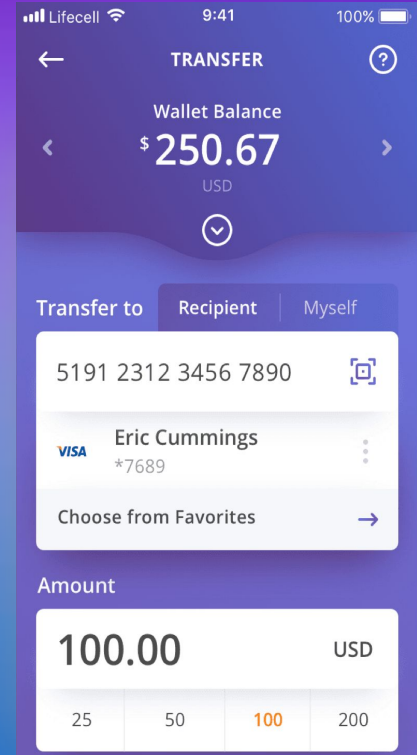 Lifecell 9:41 100%
TRANSFER ?
Wallet Balance
$ 250.67
USD
Transfer to Recipient Myself
5191 2312 3456 7890
VISA Eric Cummings
*7689
Choose from Favorites
Amount
100.00 USD
25 50 100 200